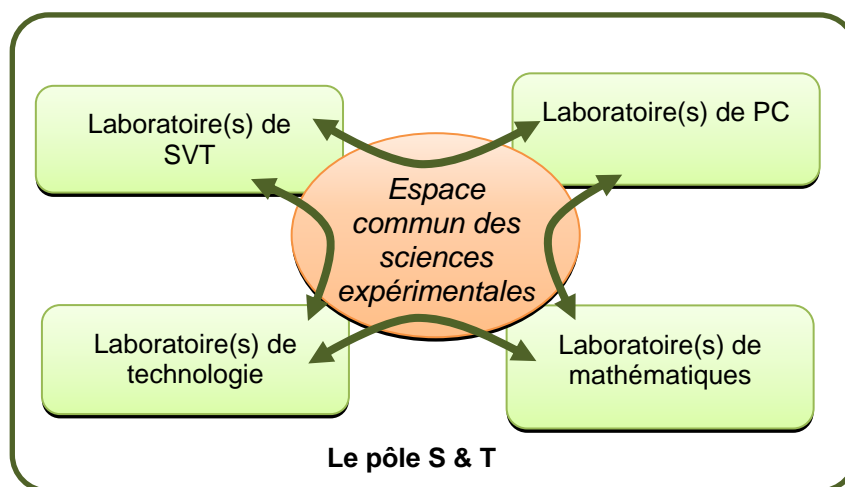 Laboratoire(s) de
SVT
Laboratoire(s) de PC
Espace
commun des
sciences
expérimentales
Laboratoire(s) de
technologie
Laboratoire(s) de
mathématiques
Le pôle S & T